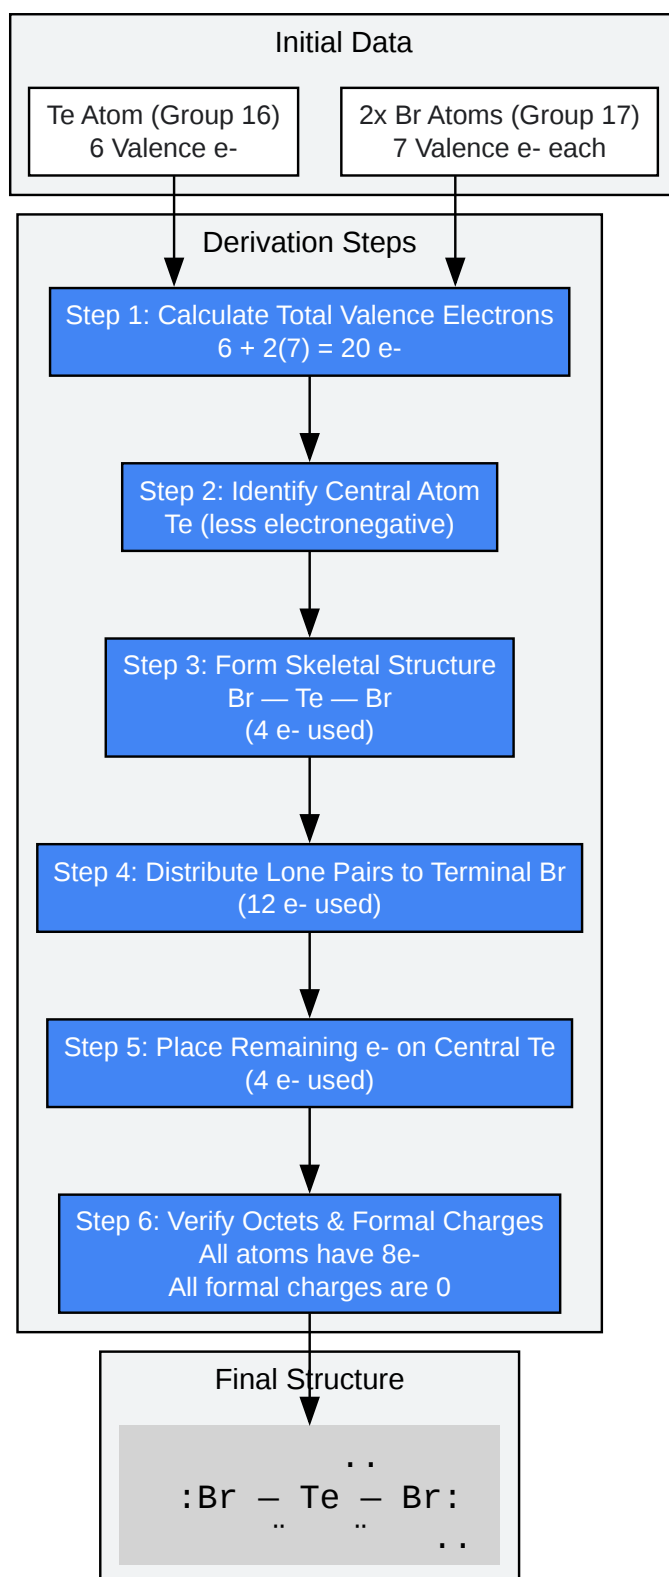 Initial Data
Te Atom (Group 16)
6 Valence e-
2x Br Atoms (Group 17)
7 Valence e- each
Derivation Steps
Step 1: Calculate Total Valence Electrons
6 + 2(7) = 20 e-
Step 2: Identify Central Atom
Te (less electronegative)
Step 3: Form Skeletal Structure
Br — Te — Br
(4 e- used)
Step 4: Distribute Lone Pairs to Terminal Br
(12 e- used)
Step 5: Place Remaining e- on Central Te
(4 e- used)
Step 6: Verify Octets & Formal Charges
All atoms have 8e-
All formal charges are 0
Final Structure
..
:Br — Te — Br:
¨ ¨
..